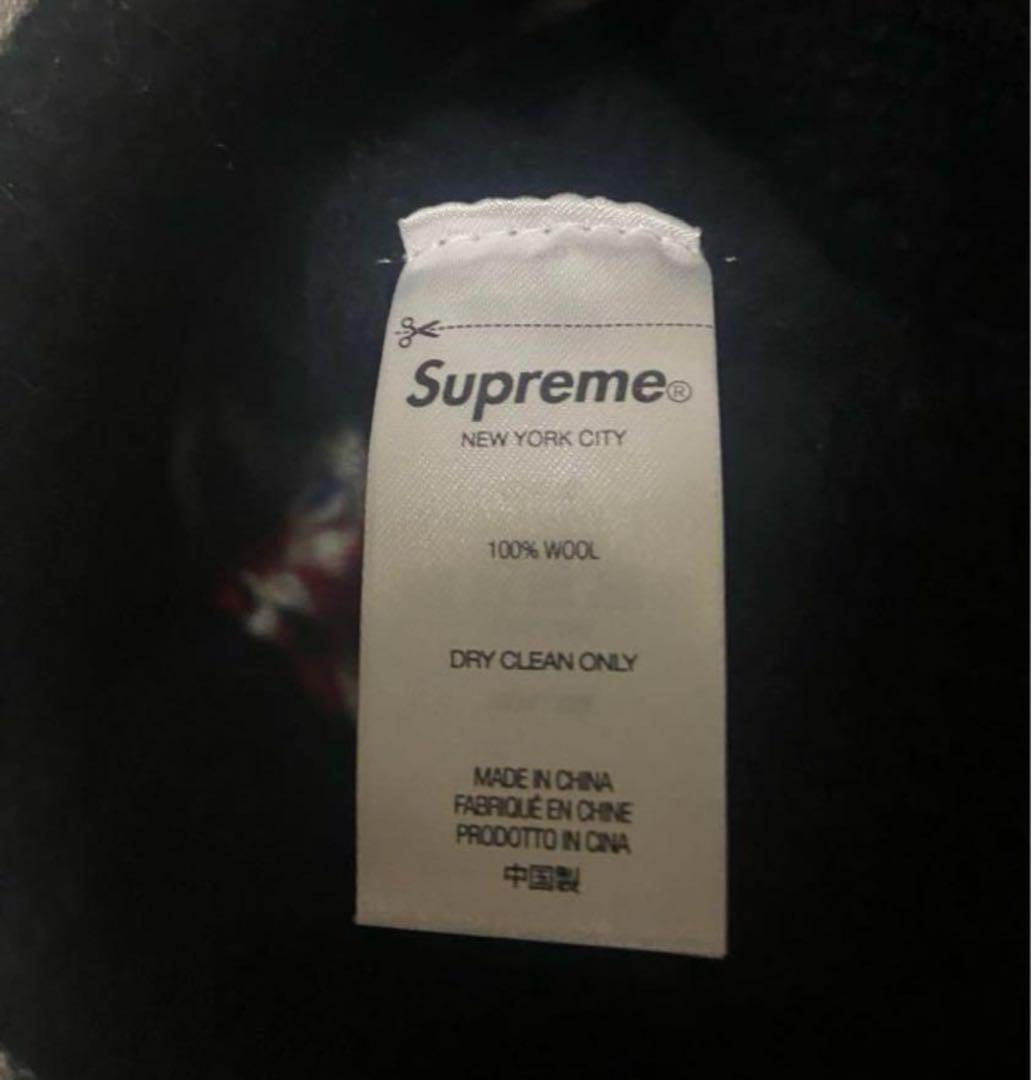 Supreme®
NEW YORK CITY
100% WOOL
DRY CLEAN ONLY
MADE IN CHINA
FABRIQUÉ EN CHINE
PRODOTTO IN CINA
中国製